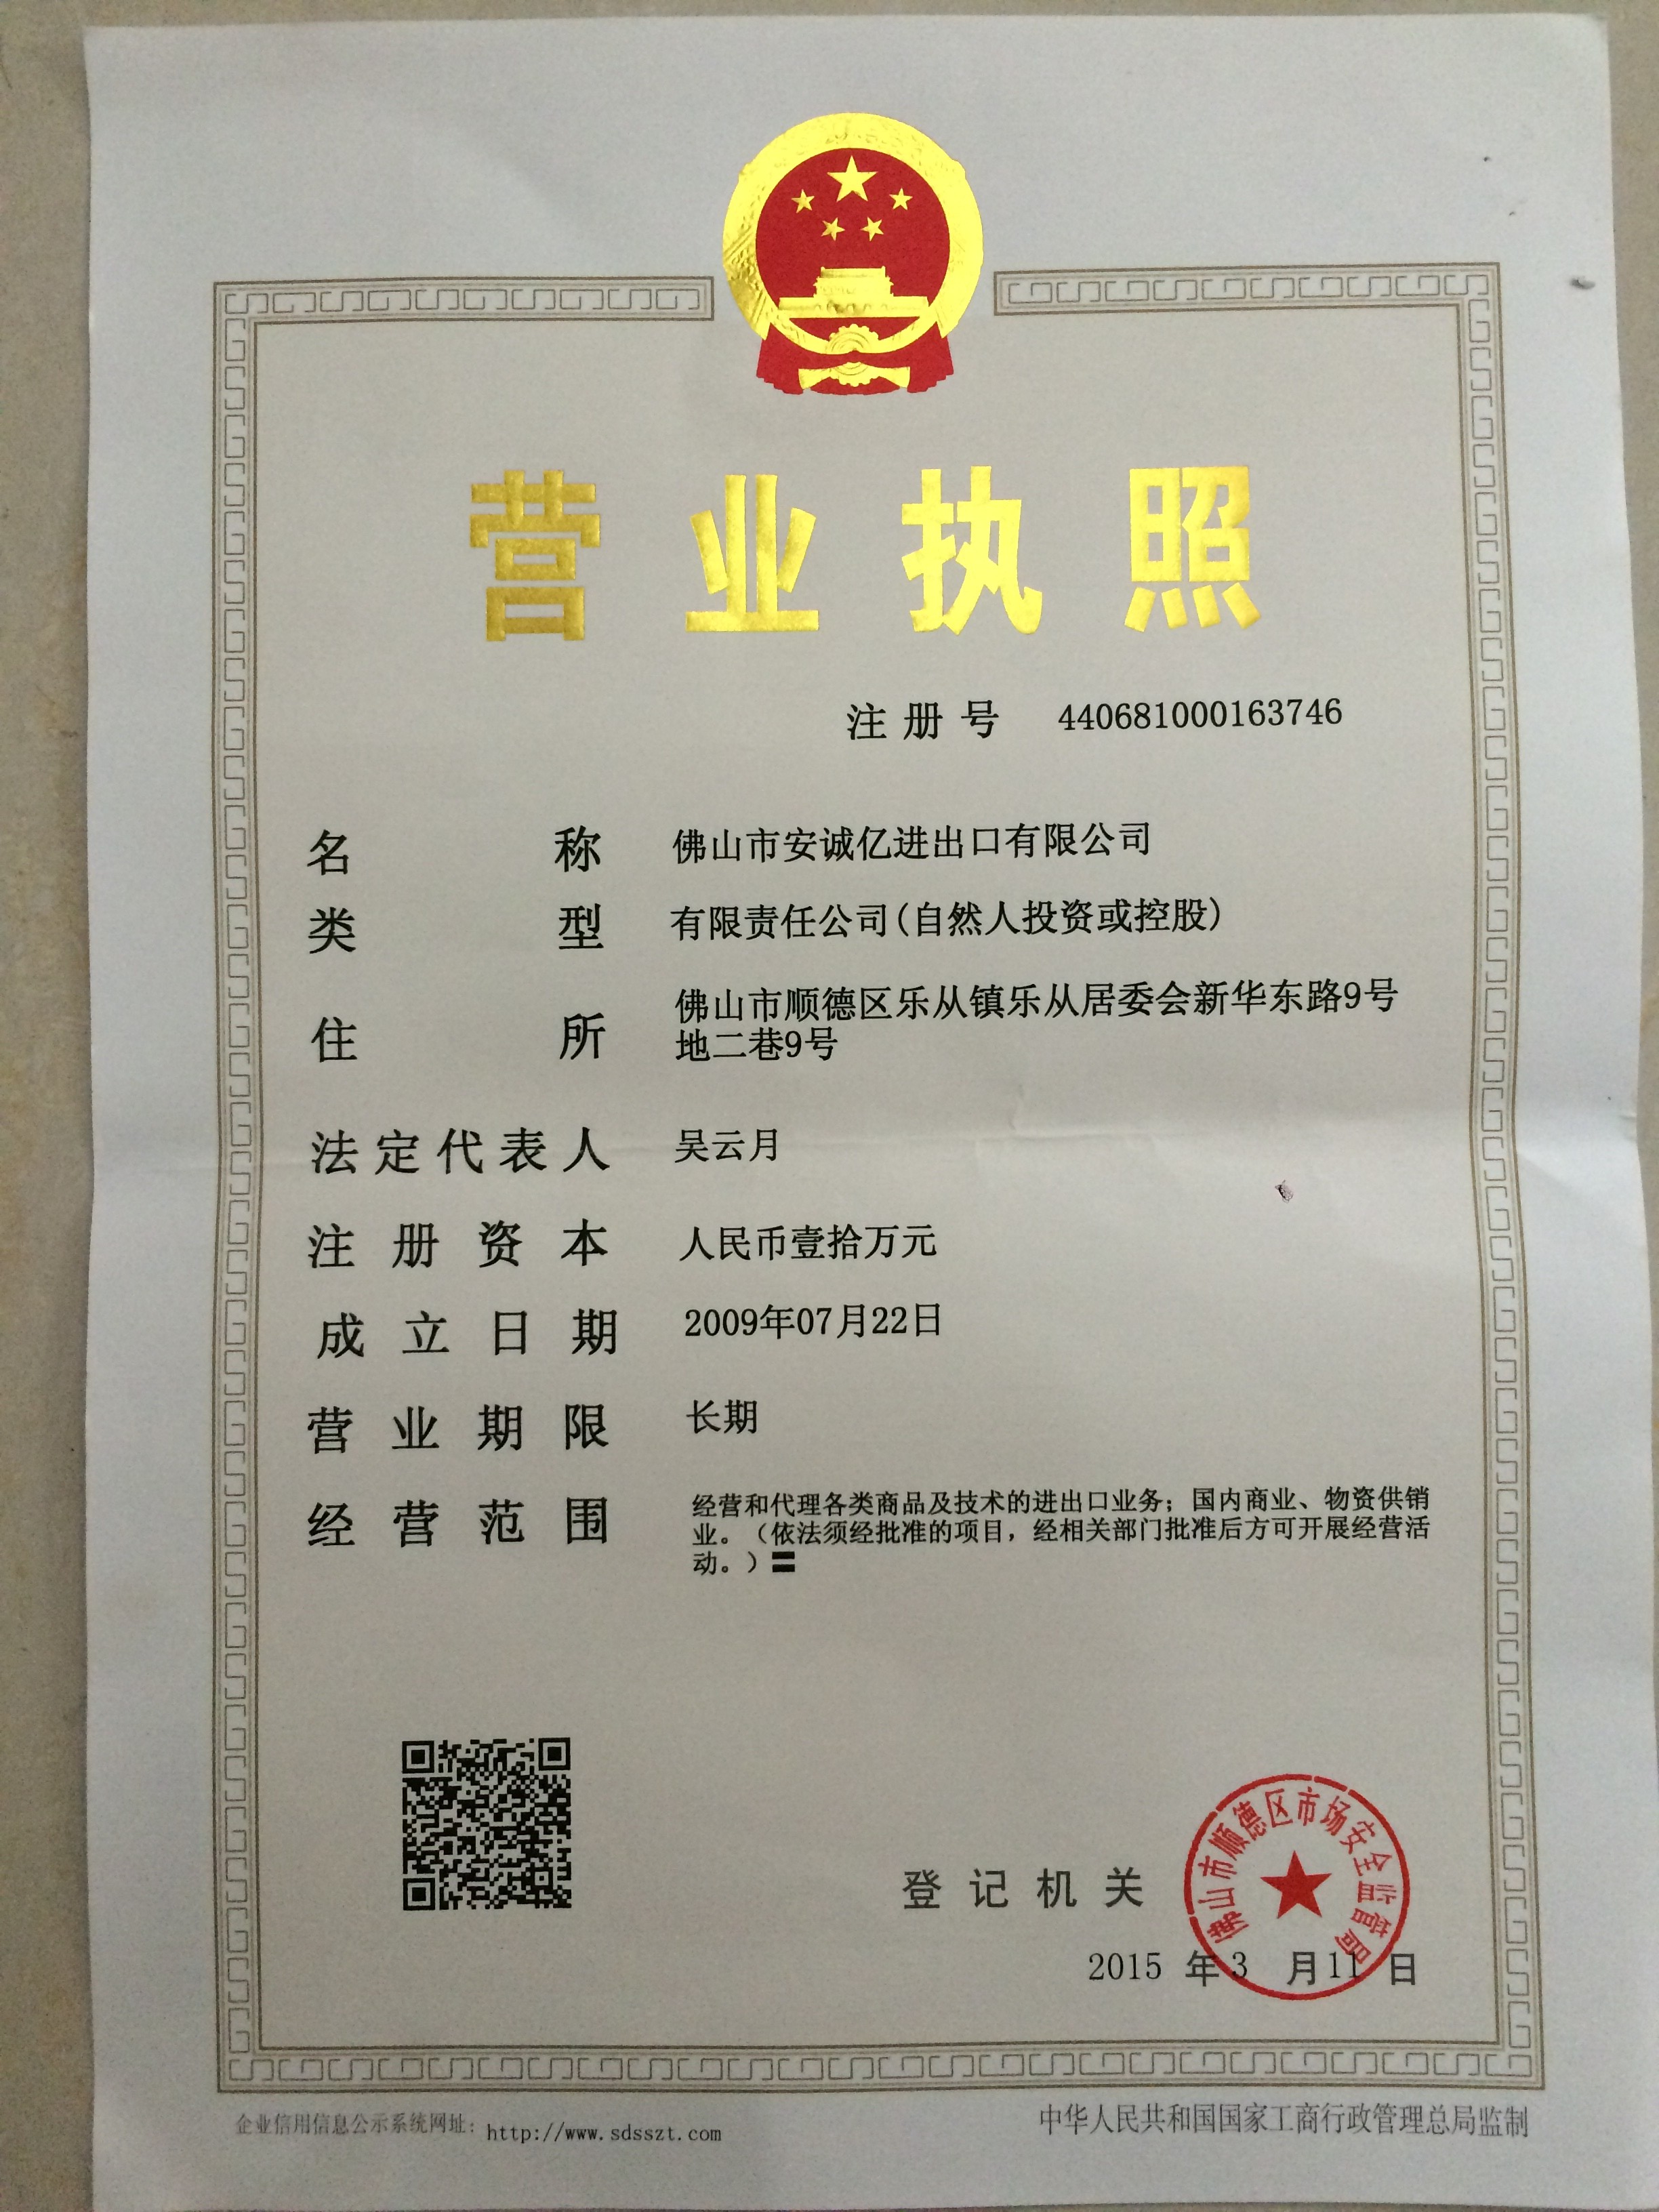 营业执照
注册号 440681000163746
名称 佛山市安诚亿进出口有限公司
类型 有限责任公司(自然人投资或控股)
住所 佛山市顺德区乐从镇乐从居委会新华东路9号
地二巷9号
法定代表人 吴云月
注册资本 人民币壹拾万元
成立日期 2009年07月22日
营业期限 长期
经营范围 经营和代理各类商品及技术的进出口业务；国内商业、物资供销
业。（依法须经批准的项目，经相关部门批准后方可开展经营活
动。）〓
佛山市顺德区市场安全监管局
登记机关
2015 年 3 月 11 日
企业信用信息公示系统网址：http://www.sdsszt.com
中华人民共和国国家工商行政管理总局监制